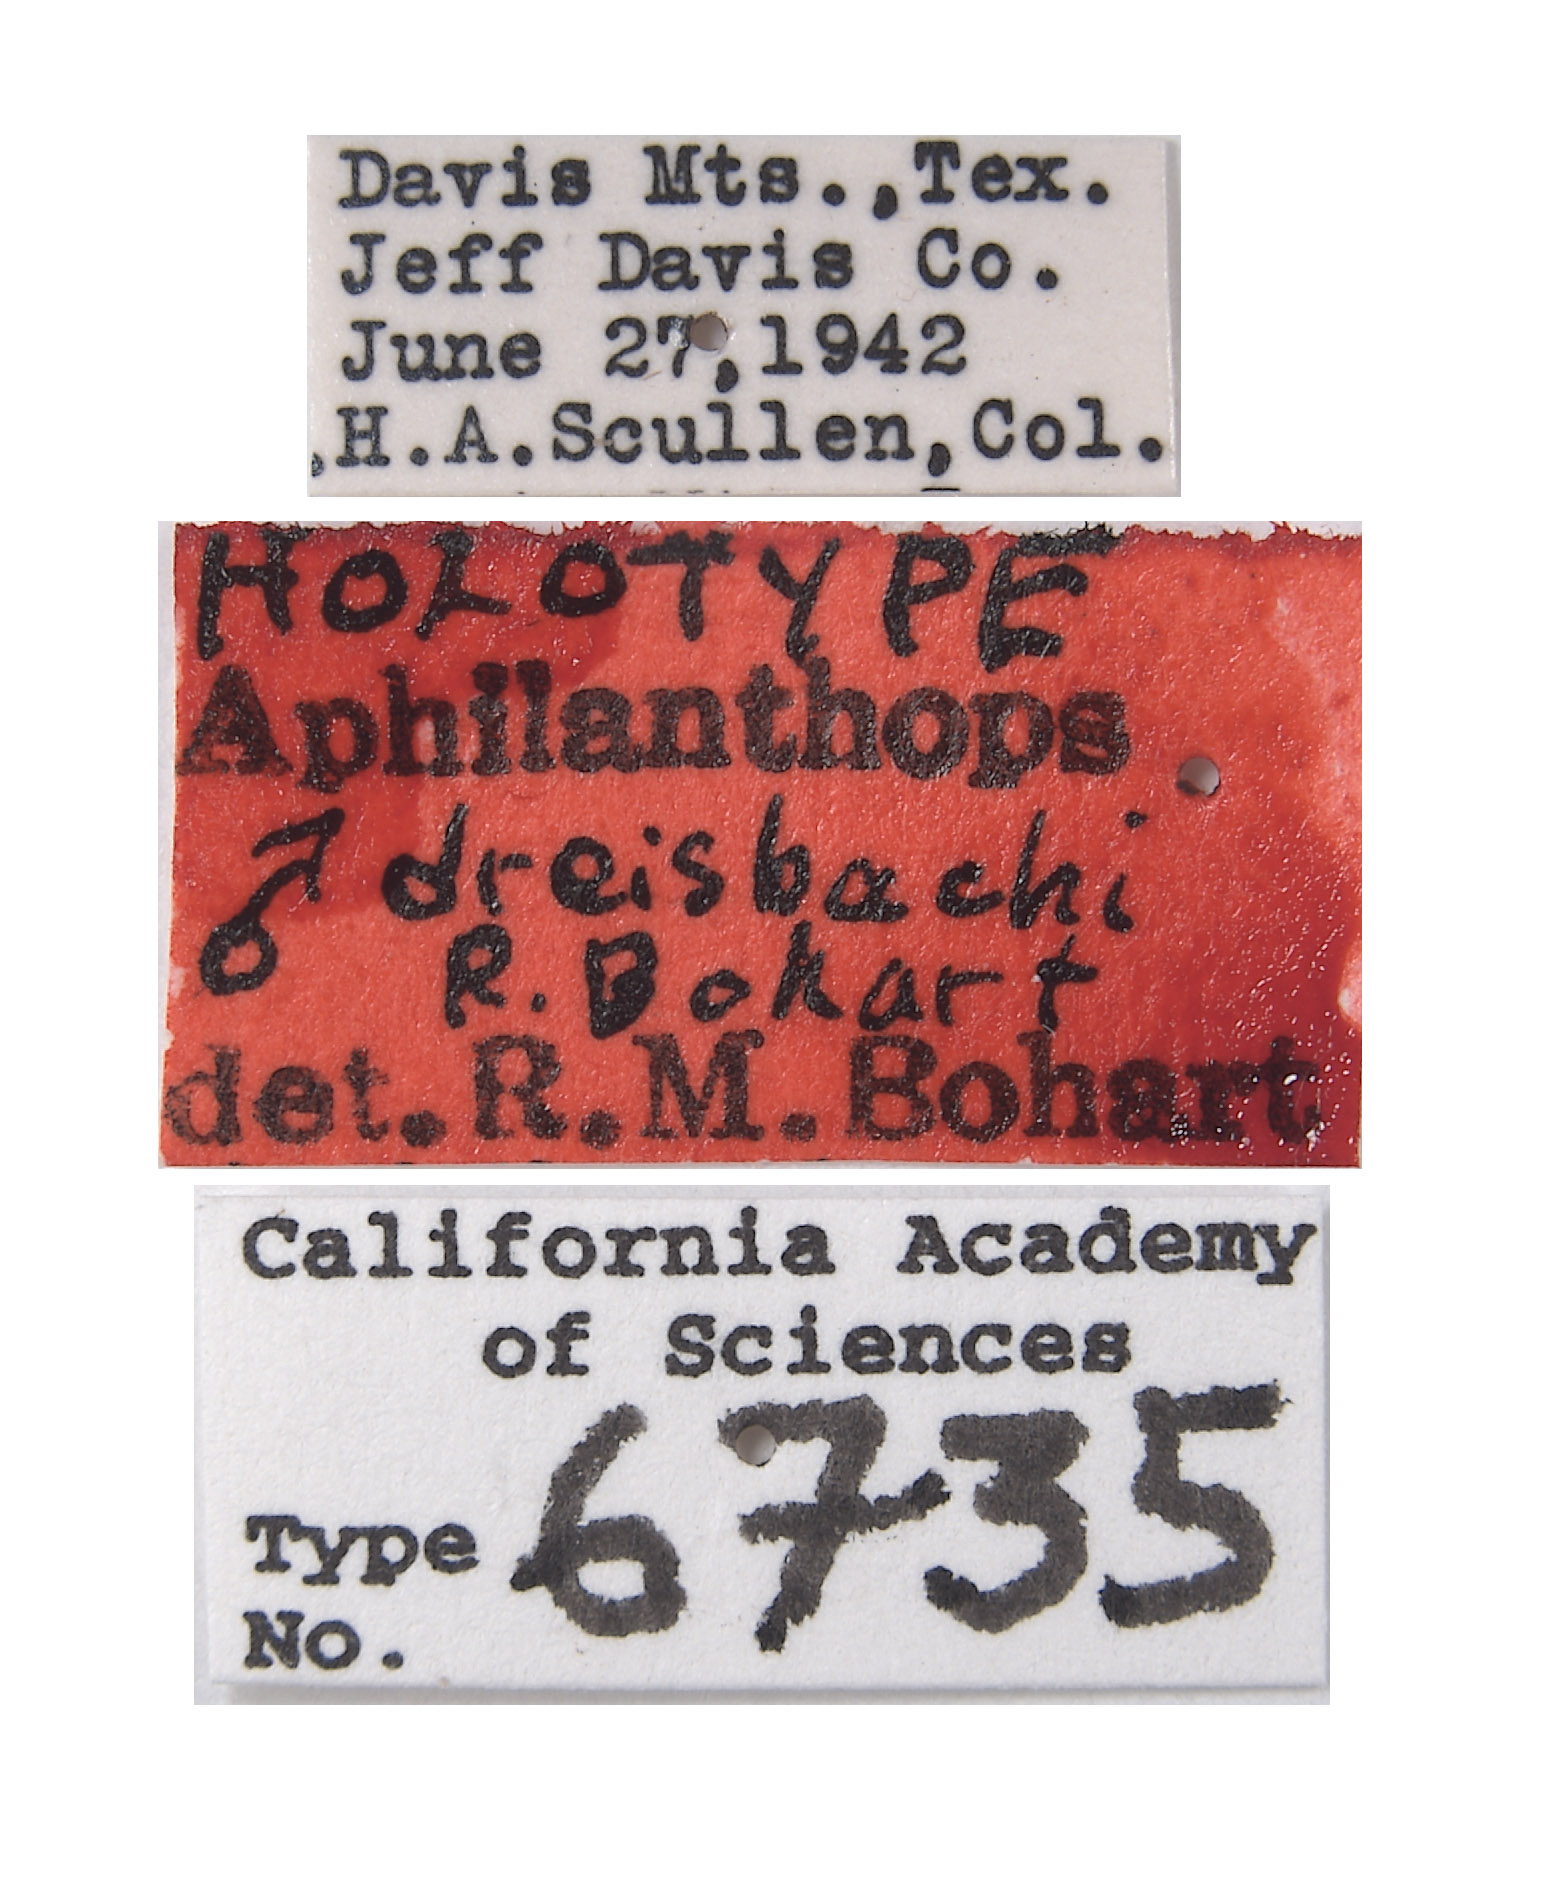 Davis Mts.,Tex.
Jeff Davis Co.
June 27,1942
H.A.Scullen,Col.
HOLOTYPE
Aphilanthops
♂ dreisbachi
R. Bohart
det. R. M. Bohart
California Academy
of Sciences
Type 6735
No.